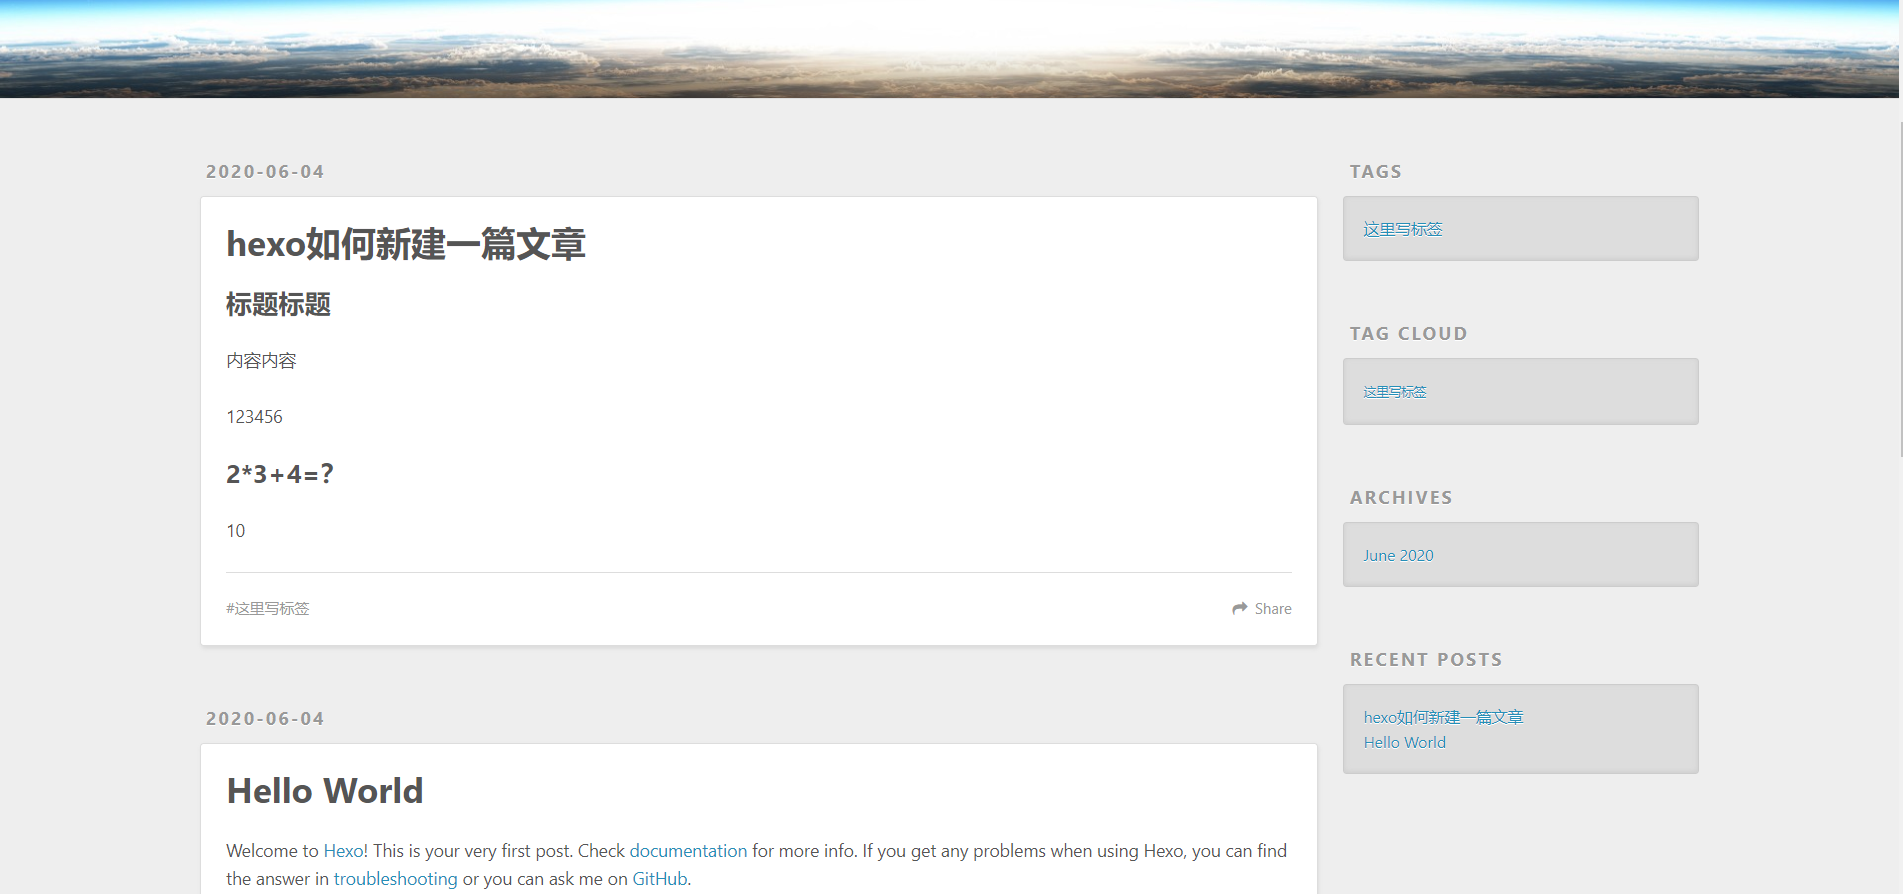 2020-06-04
hexo如何新建一篇文章
标题标题
内容内容
123456
2*3+4=?
10
#这里写标签
Share
2020-06-04
Hello World
Welcome to Hexo! This is your very first post. Check documentation for more info. If you get any problems when using Hexo, you can find
the answer in troubleshooting or you can ask me on GitHub.
TAGS
这里写标签
TAG CLOUD
这里写标签
ARCHIVES
June 2020
RECENT POSTS
hexo如何新建一篇文章
Hello World